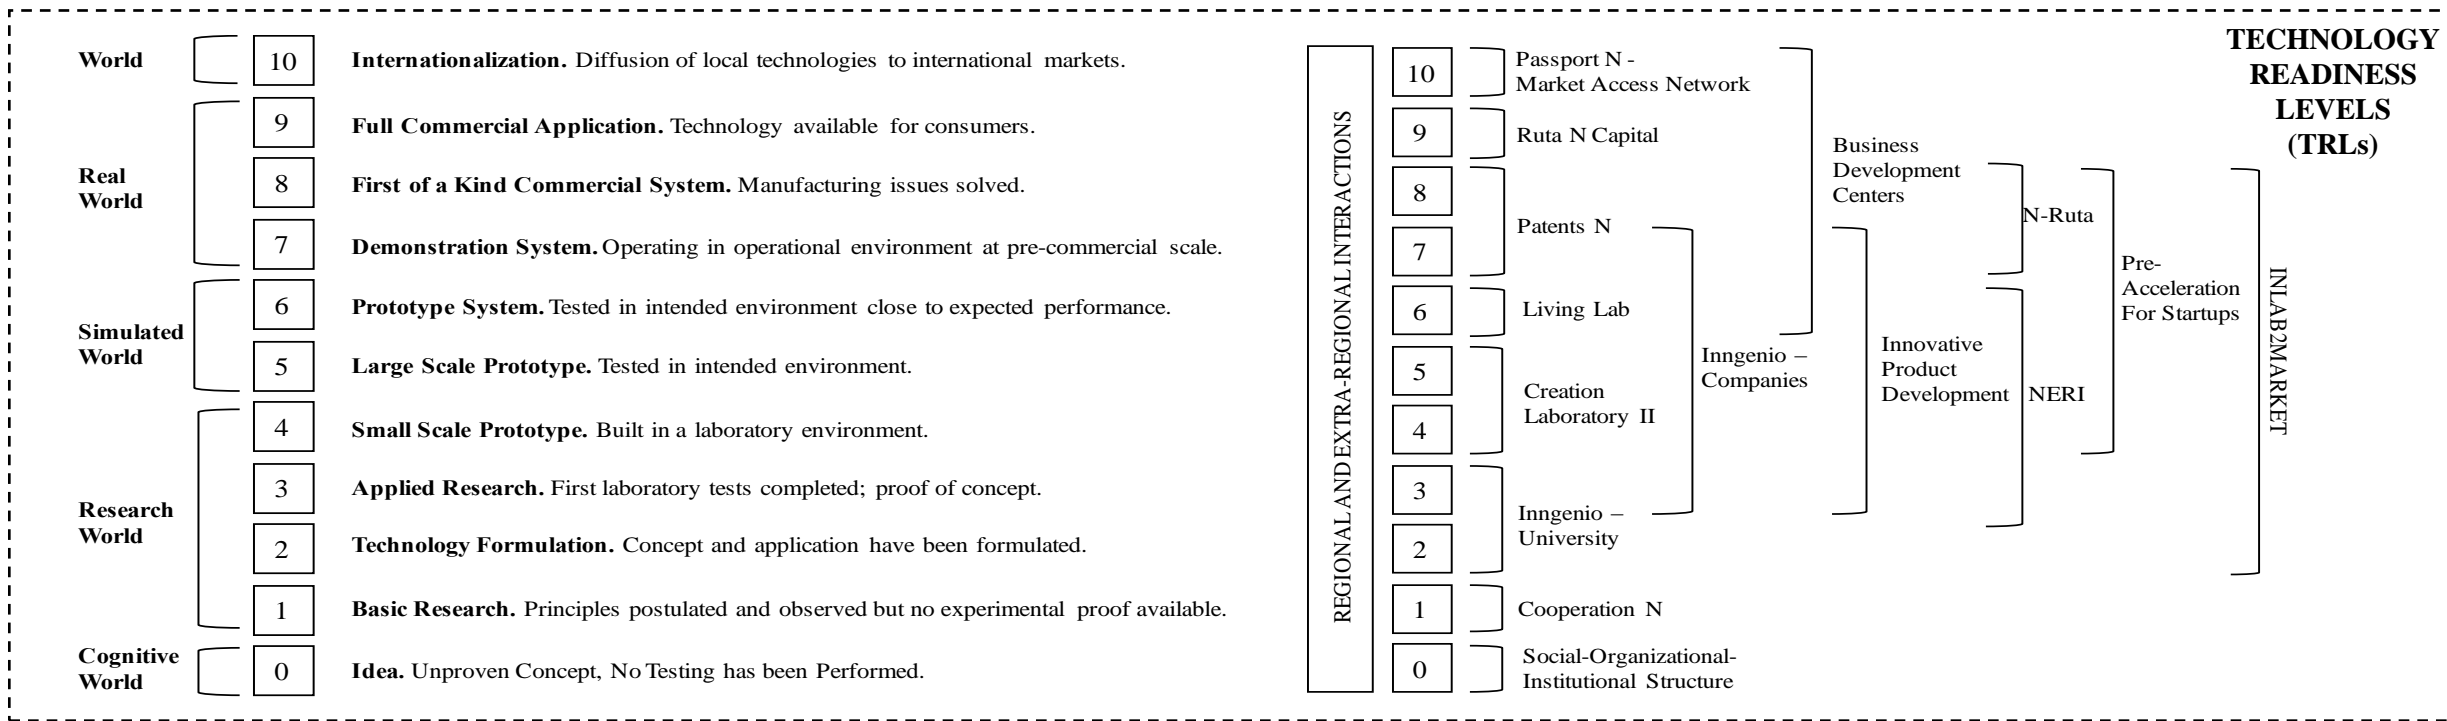 TECHNOLOGY
READINESS
LEVELS
(TRLs)
World
10
Internationalization. Diffusion of local technologies to international markets.
Real
World
9
Full Commercial Application. Technology available for consumers.
8
First of a Kind Commercial System. Manufacturing issues solved.
7
Demonstration System. Operating in operational environment at pre-commercial scale.
Simulated
World
6
Prototype System. Tested in intended environment close to expected performance.
5
Large Scale Prototype. Tested in intended environment.
Research
World
4
Small Scale Prototype. Built in a laboratory environment.
3
Applied Research. First laboratory tests completed; proof of concept.
2
Technology Formulation. Concept and application have been formulated.
1
Basic Research. Principles postulated and observed but no experimental proof available.
Cognitive
World
0
Idea. Unproven Concept, No Testing has been Performed.
REGIONAL AND EXTRA-REGIONAL INTERACTIONS
10
Passport N -
Market Access Network
9
Ruta N Capital
8
7
Patents N
6
Living Lab
5
4
Creation
Laboratory II
3
2
Inngenio –
University
1
Cooperation N
0
Social-Organizational-
Institutional Structure
Inngenio –
Companies
Business
Development
Centers
Innovative
Product
Development
N-Ruta
NERI
Pre-
Acceleration
For Startups
INLAB2MARKET